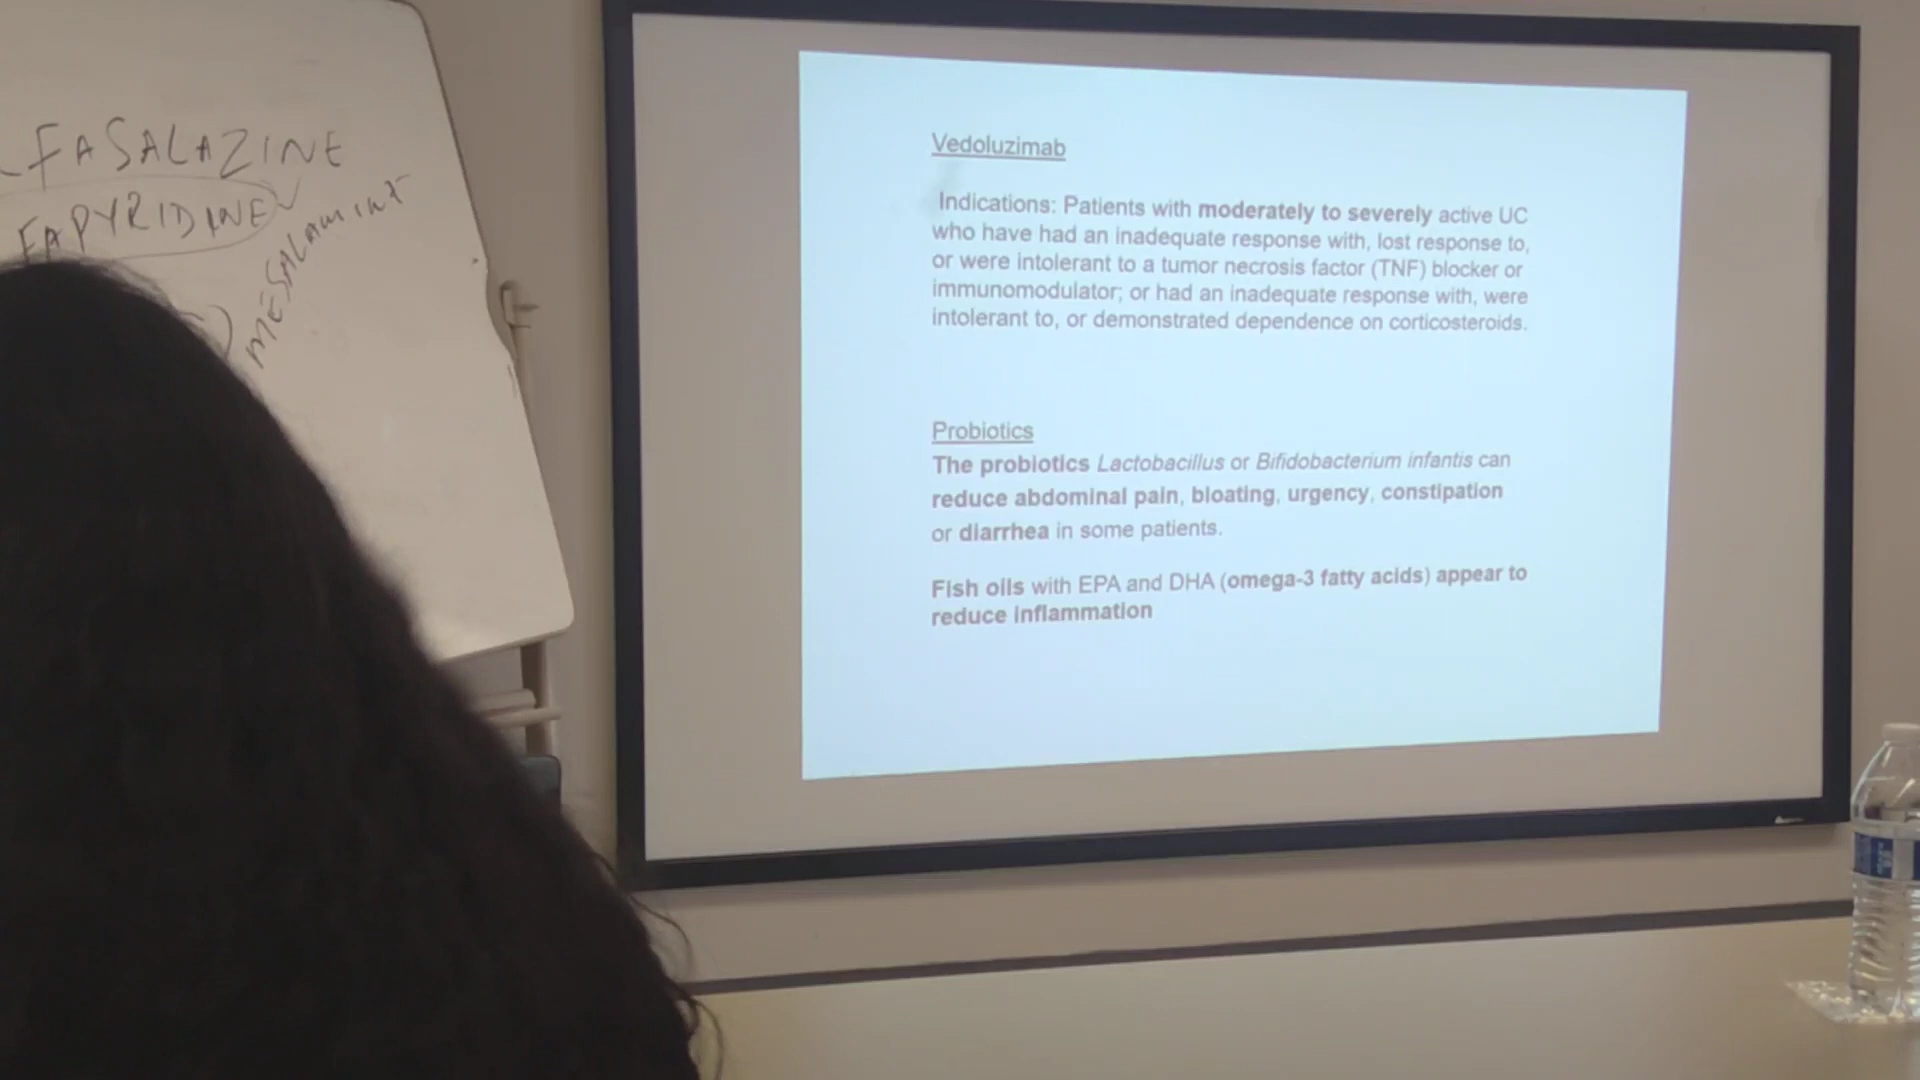 FASALAZINE
FAPYRIDINE
MESALAMINE
Vedoluzimab
Indications: Patients with moderately to severely active UC
who have had an inadequate response with, lost response to,
or were intolerant to a tumor necrosis factor (TNF) blocker or
immunomodulator; or had an inadequate response with, were
intolerant to, or demonstrated dependence on corticosteroids.
Probiotics
The probiotics Lactobacillus or Bifidobacterium infantis can
reduce abdominal pain, bloating, urgency, constipation
or diarrhea in some patients.
Fish oils with EPA and DHA (omega-3 fatty acids) appear to
reduce inflammation